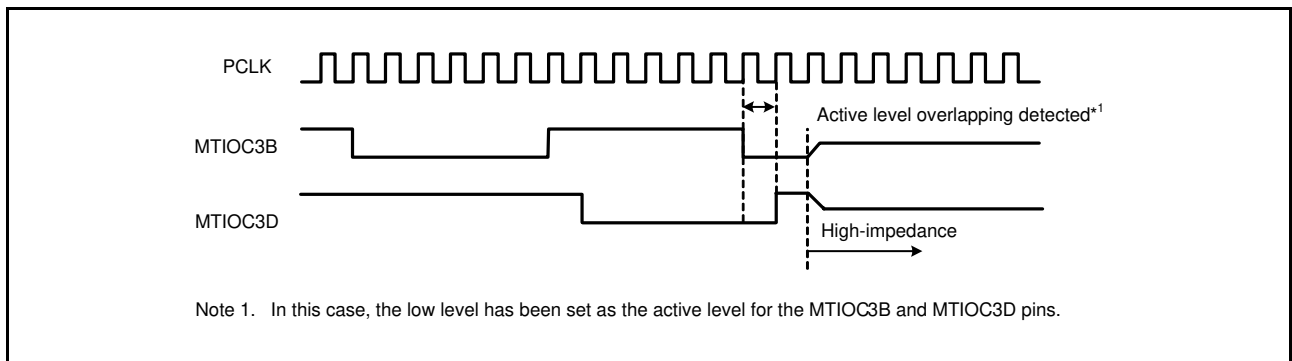 PCLK
Active level overlapping detected*1
MTIOC3B
MTIOC3D
High-impedance
Note 1. In this case, the low level has been set as the active level for the MTIOC3B and MTIOC3D pins.